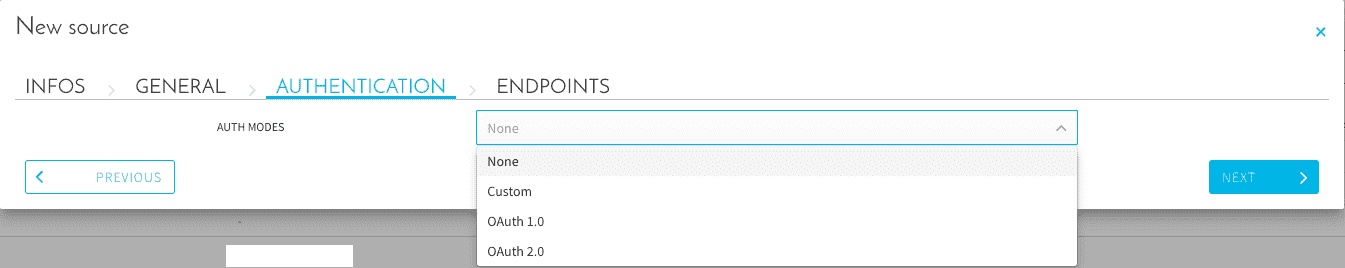 New source
INFOS
GENERAL
AUTHENTICATION
ENDPOINTS
AUTH MODES
None
None
Custom
OAuth 1.0
OAuth 2.0
PREVIOUS
NEXT